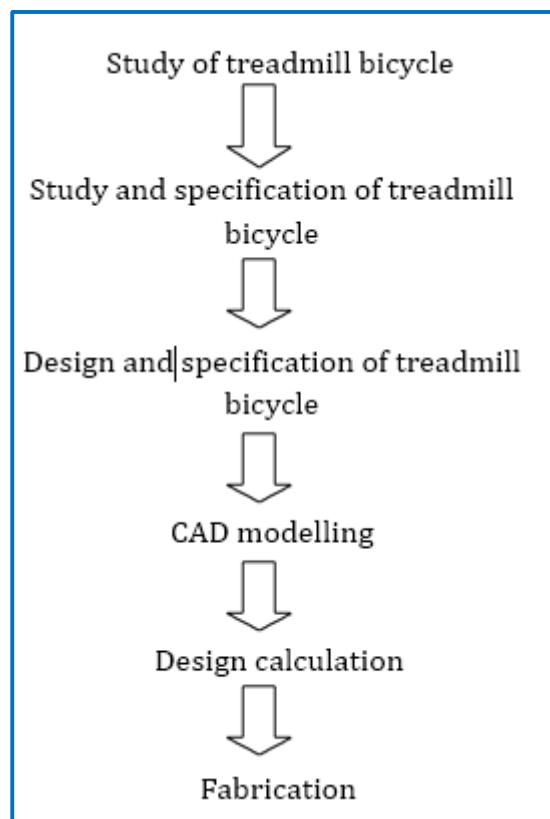 Study of treadmill bicycle
Study and specification of treadmill
bicycle
Design and specification of treadmill
bicycle
CAD modelling
Design calculation
Fabrication